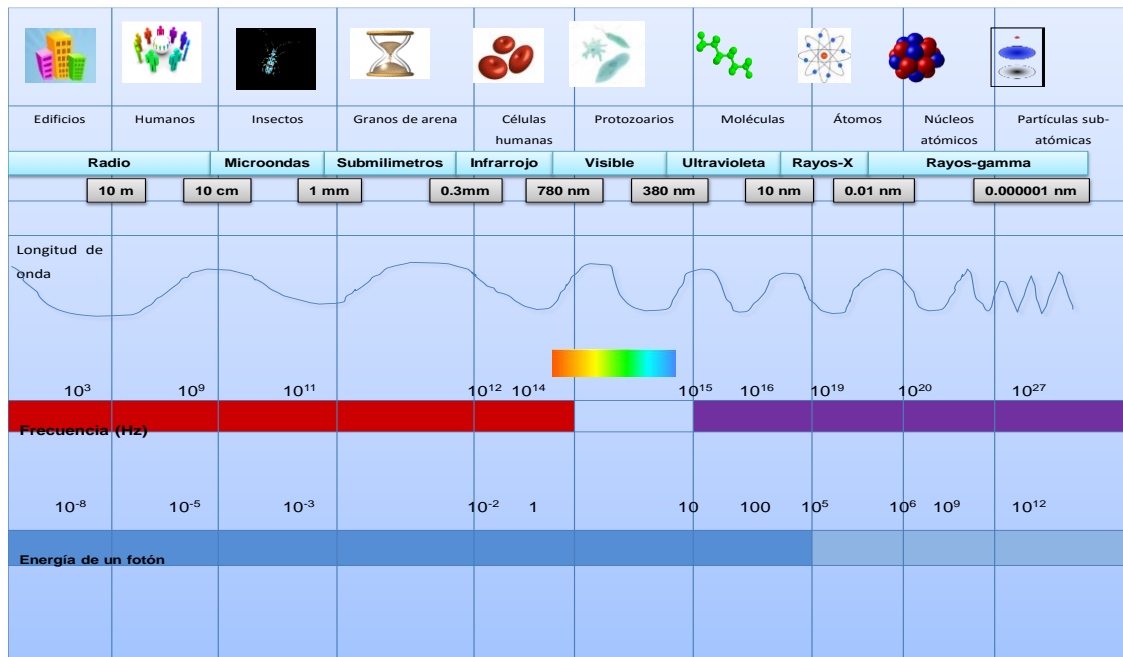 Edificios
Humanos
Insectos
Granos de arena
Células
humanas
Protozoarios
Moléculas
Átomos
Núcleos
atómicos
Partículas sub-
atómicas
Radio
Microondas
Submilimetros
Infrarrojo
Visible
Ultravioleta
Rayos-X
Rayos-gamma
10 m
10 cm
1 mm
0.3mm
780 nm
380 nm
10 nm
0.01 nm
0.000001 nm
Longitud de
onda
10³ 10⁹ 10¹¹ 10¹² 10¹⁴ 10¹⁵ 10¹⁶ 10¹⁹ 10²⁰ 10²⁷
Frecuencia (Hz)
10⁻⁸ 10⁻⁵ 10⁻³ 10⁻² 1 10 100 10⁵ 10⁶ 10⁹ 10¹²
Energía de un fotón